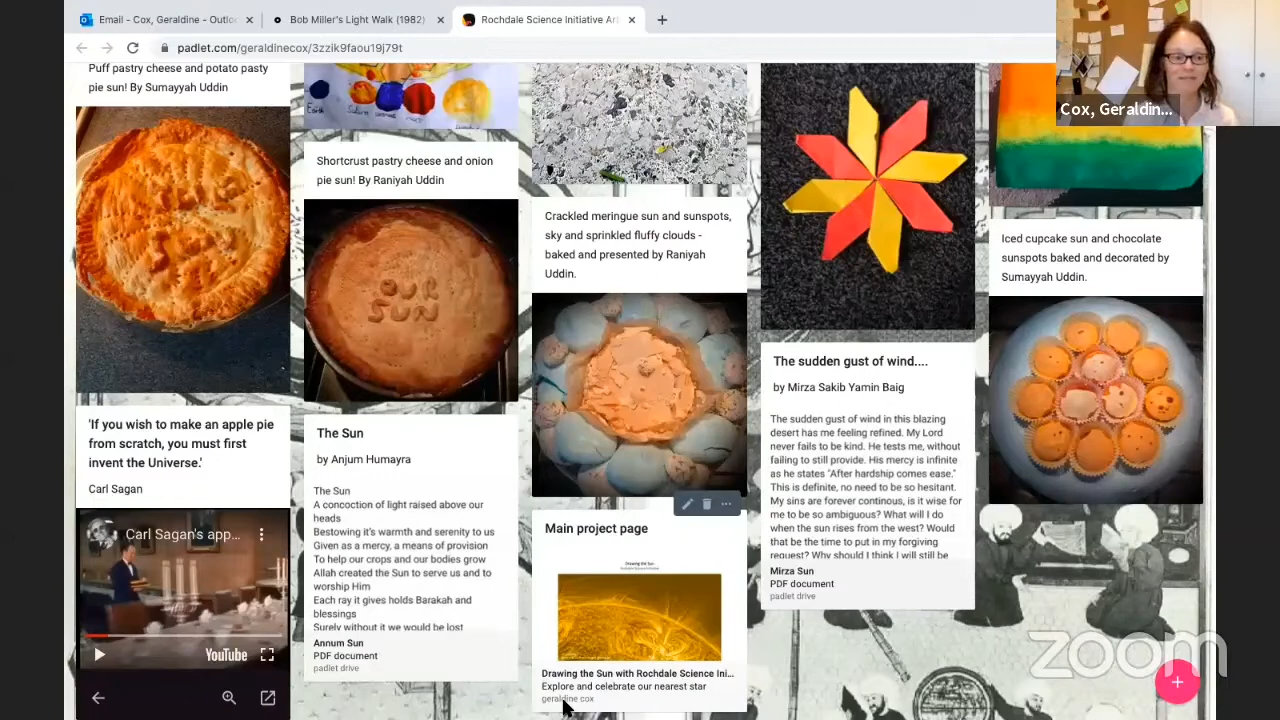 Email - Cox, Geraldine - Outlo
Bob Miller's Light Walk (1982)
Rochdale Science Initiative Ar
padlet.com/geraldinecox/3zzik9faou19j79t
Cox, Geraldin...
Puff pastry cheese and potato pasty
pie sun! By Sumayyah Uddin
'If you wish to make an apple pie
from scratch, you must first
invent the Universe.'
Carl Sagan
Carl Sagan's app...
YouTube
Shortcrust pastry cheese and onion
pie sun! By Raniyah Uddin
OUR
SUN
The Sun
by Anjum Humayra
The Sun
A concoction of light raised above our
heads
Bestowing it's warmth and serenity to us
Given as a mercy, a means of provision
To help our crops and our bodies grow
Allah created the Sun to serve us and to
worship Him
Each ray it gives holds Barakah and
blessings
Surely without it we would be lost
Annum Sun
PDF document
padlet drive
Crackled meringue sun and sunspots,
sky and sprinkled fluffy clouds -
baked and presented by Raniyah
Uddin.
Main project page
Drawing the Sun
Rochdale Science Initiative
Drawing the Sun with Rochdale Science Ini...
Explore and celebrate our nearest star
geraldine cox
The sudden gust of wind....
by Mirza Sakib Yamin Baig
The sudden gust of wind in this blazing
desert has me feeling refined. My Lord
never fails to be kind. He tests me, without
failing to still provide. His mercy is infinite
as he states "After hardship comes ease."
This is definite, no need to be so hesitant.
My sins are forever continous, is it wise for
me to be so ambiguous? What will I do
when the sun rises from the west? Would
that be the time to put in my forgiving
request? Why should I think I will still be
Mirza Sun
PDF document
padlet drive
Iced cupcake sun and chocolate
sunspots baked and decorated by
Sumayyah Uddin.
zoom